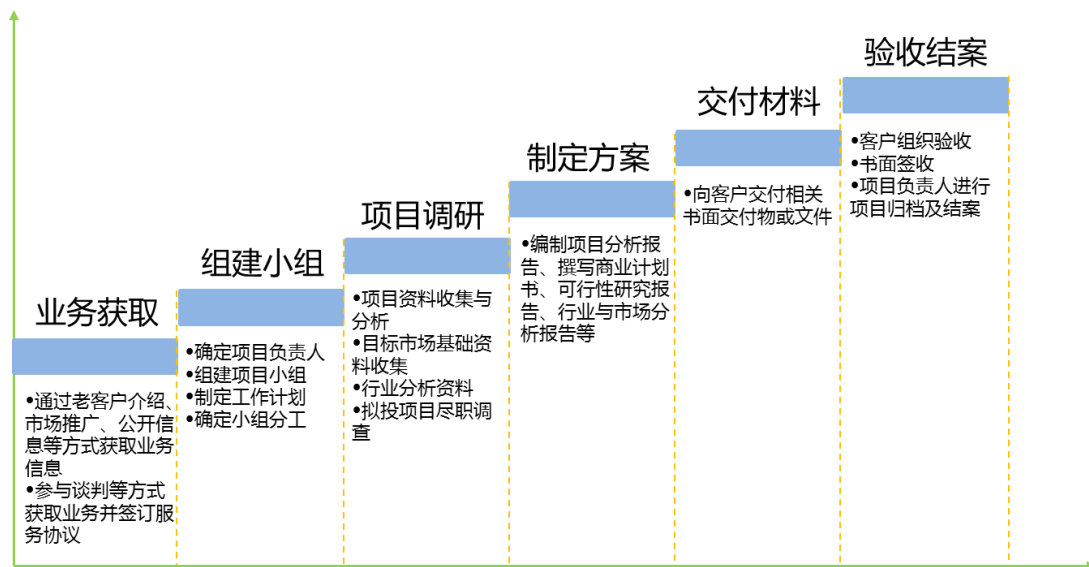 业务获取
•通过老客户介绍、
市场推广、公开信
息等方式获取业务
信息
•参与谈判等方式
获取业务并签订服
务协议
组建小组
•确定项目负责人
•组建项目小组
•制定工作计划
•确定小组分工
项目调研
•项目资料收集与
分析
•目标市场基础资
料收集
•行业分析资料
•拟投项目尽职调
查
制定方案
•编制项目分析报
告、撰写商业计划
书、可行性研究报
告、行业与市场分
析报告等
交付材料
•向客户交付相关
书面交付物或文件
验收结案
•客户组织验收
•书面签收
•项目负责人进行
项目归档及结案